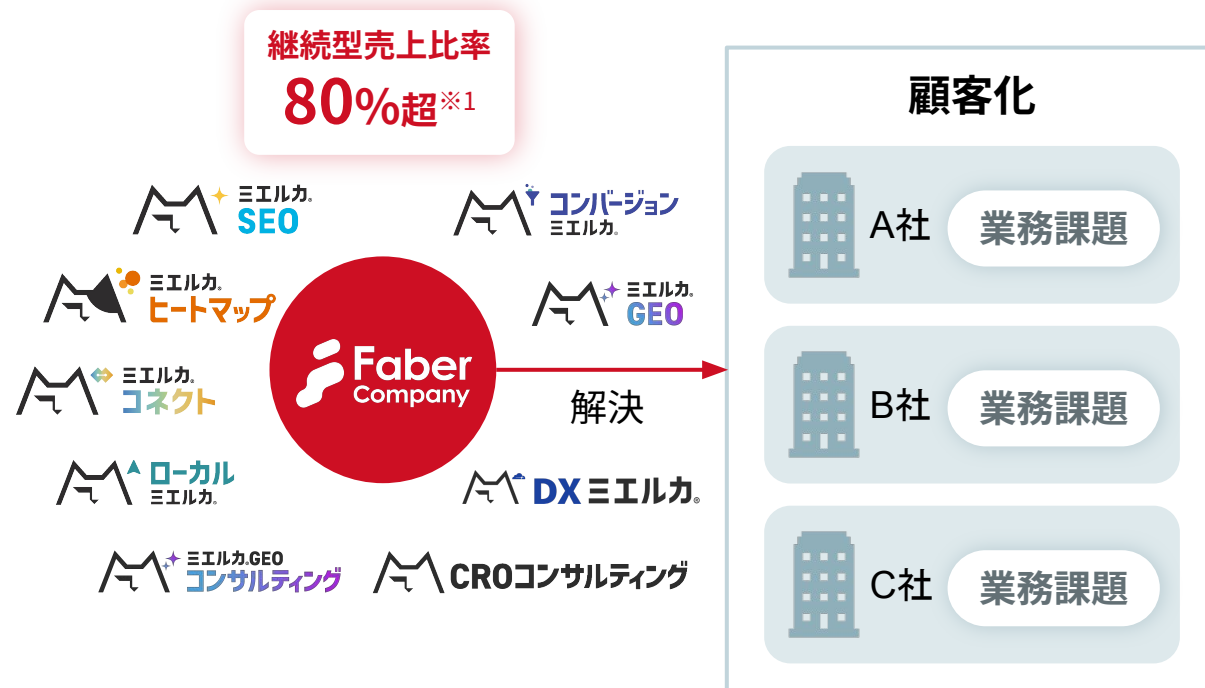 継続型売上比率
80%超※1
ミエルカ®
SEO
コンバージョン
ミエルカ®
ミエルカ®
ヒートマップ
ミエルカ®
GEO
ミエルカ®
コネクト
Faber
Company
解決
ローカル
ミエルカ®
DXミエルカ®
ミエルカ®GEO
コンサルティング
CROコンサルティング
顧客化
A社
業務課題
B社
業務課題
C社
業務課題